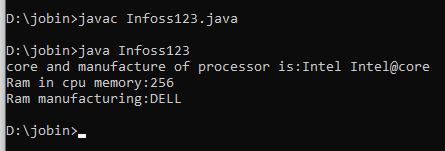 D:\jobin>javac Infoss123.java
D:\jobin>java Infoss123
core and manufacture of processor is:Intel Intel@core
Ram in cpu memory:256
Ram manufacturing:DELL
D:\jobin>